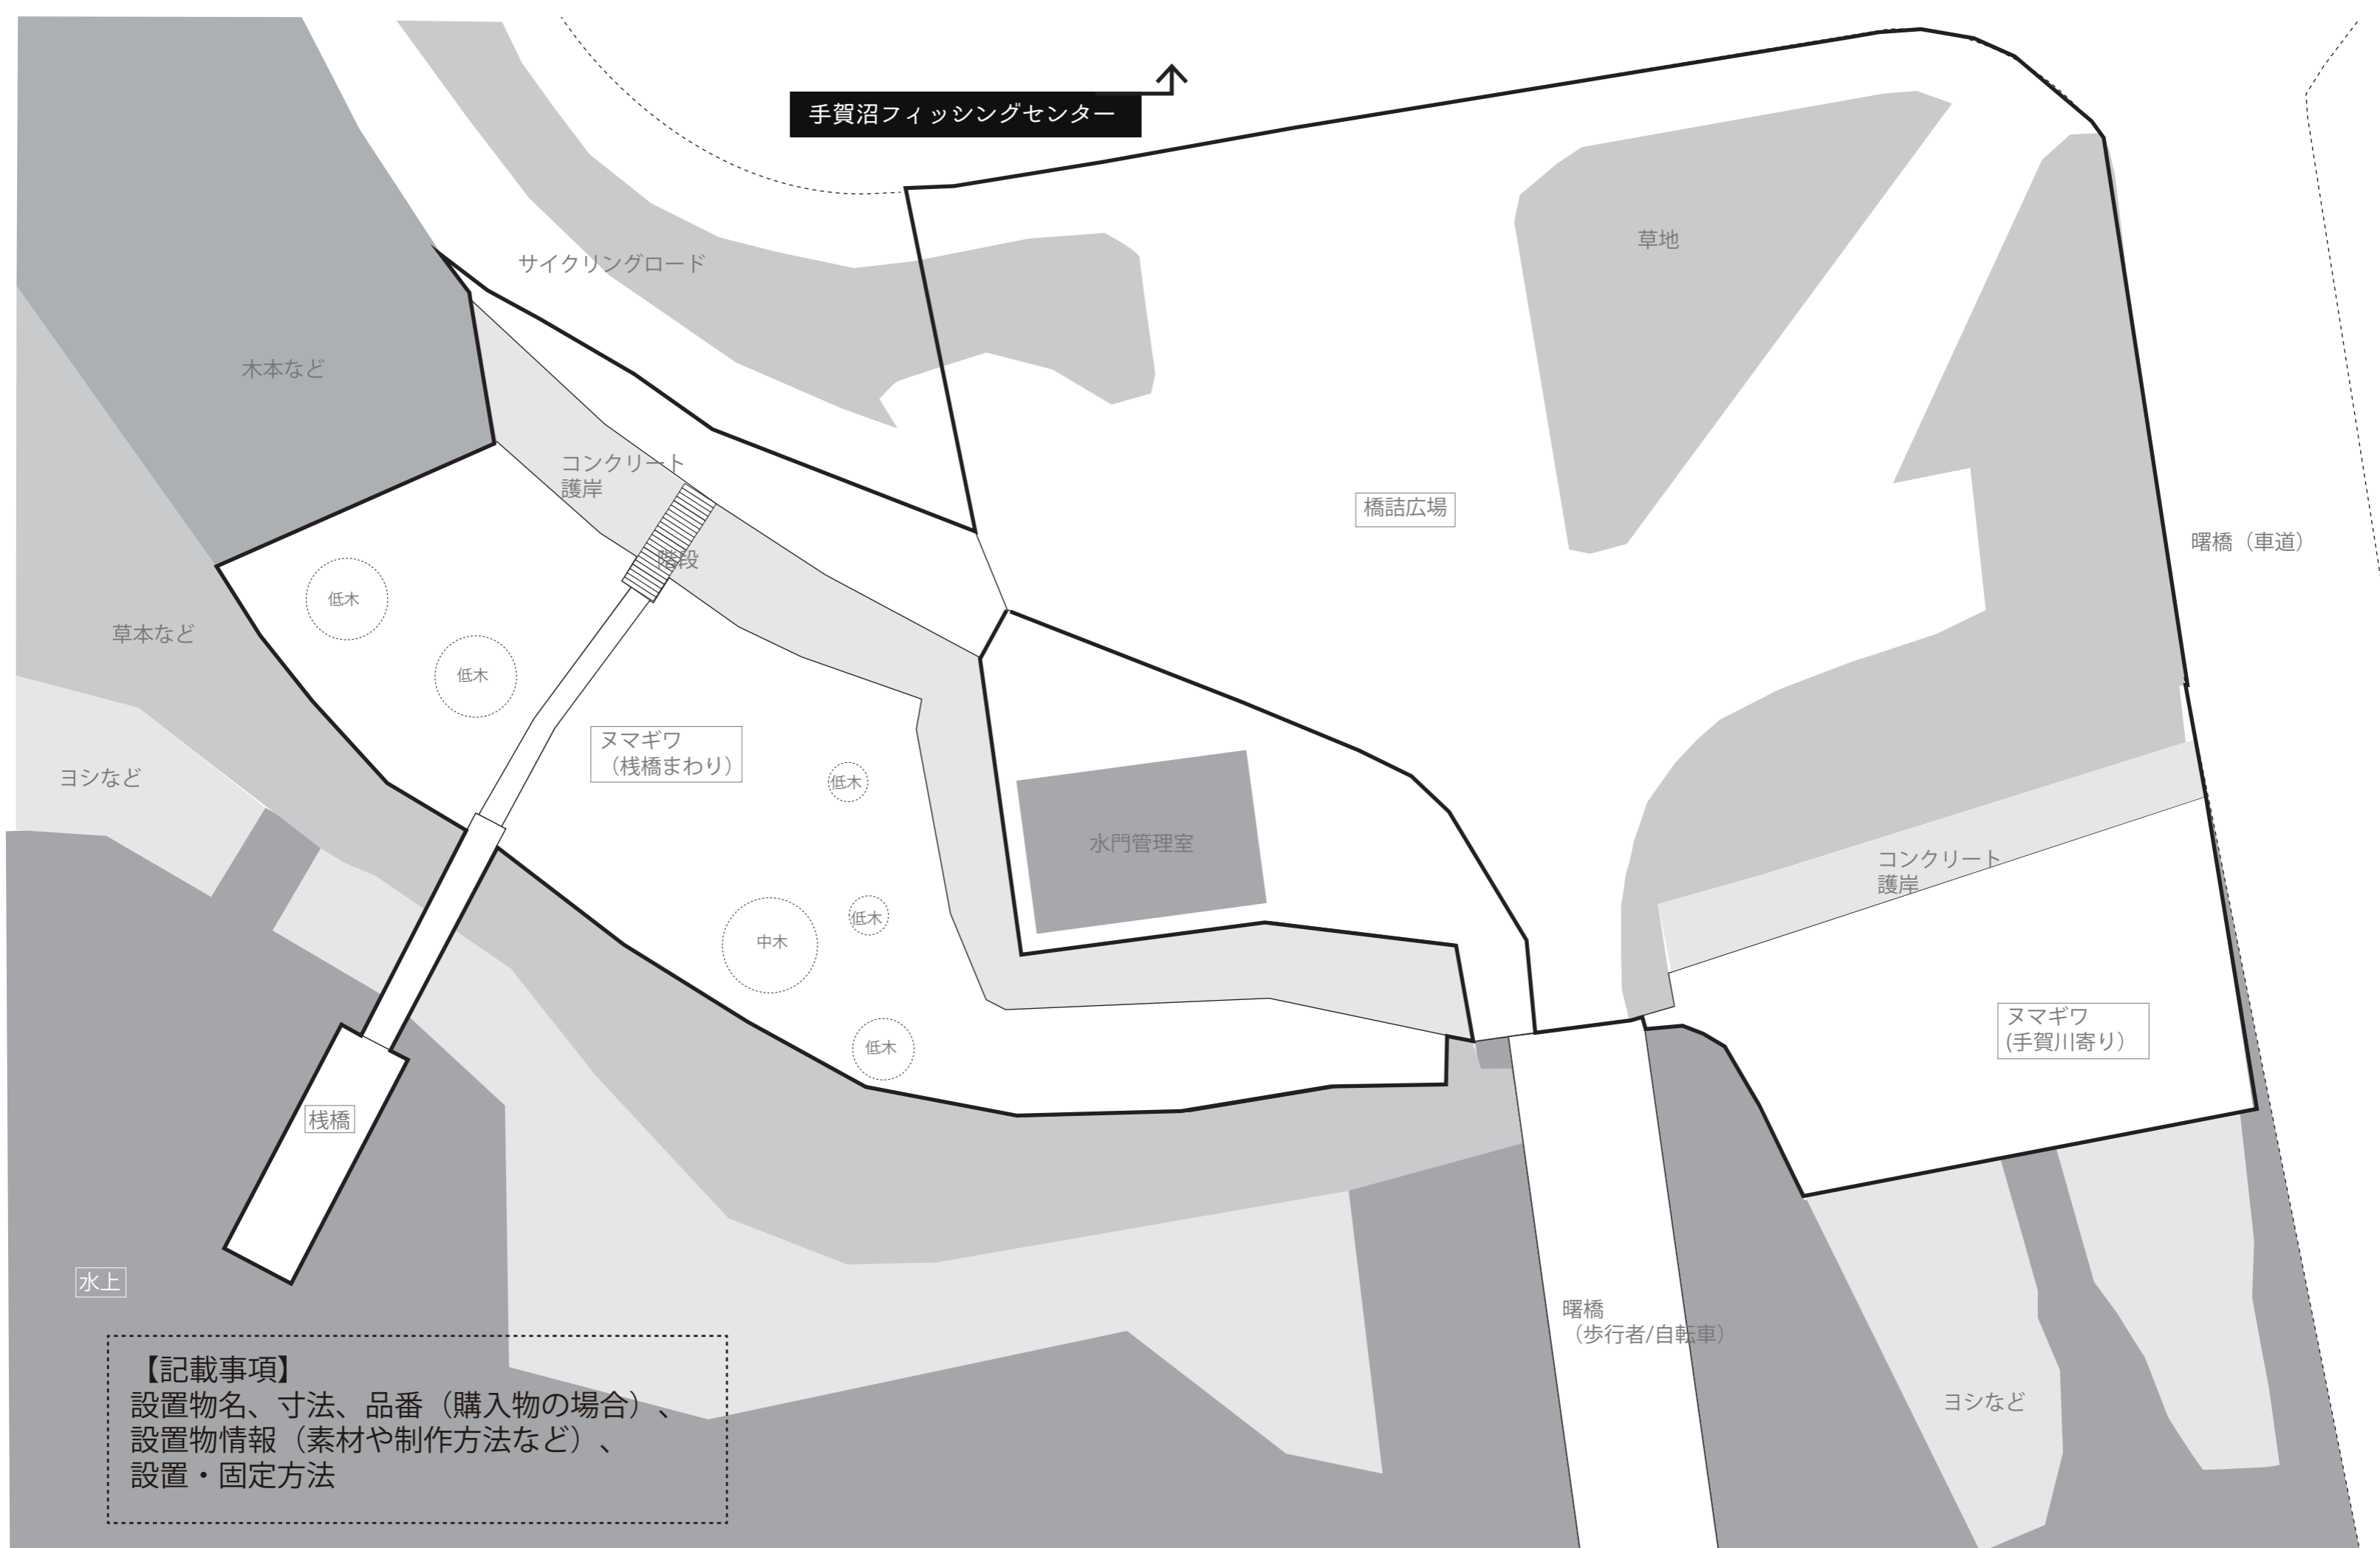 手賀沼フィッシングセンター
サイクリングロード
草地
木本など
コンクリート
護岸
階段
橋詰広場
曙橋（車道）
低木
草本など
低木
ヌマギワ
（桟橋まわり）
ヨシなど
低木
水門管理室
コンクリート
護岸
低木
中木
ヌマギワ
(手賀川寄り）
低木
桟橋
水上
曙橋
（歩行者/自転車）
ヨシなど
【記載事項】
設置物名、寸法、品番（購入物の場合）、
設置物情報（素材や制作方法など）、
設置・固定方法